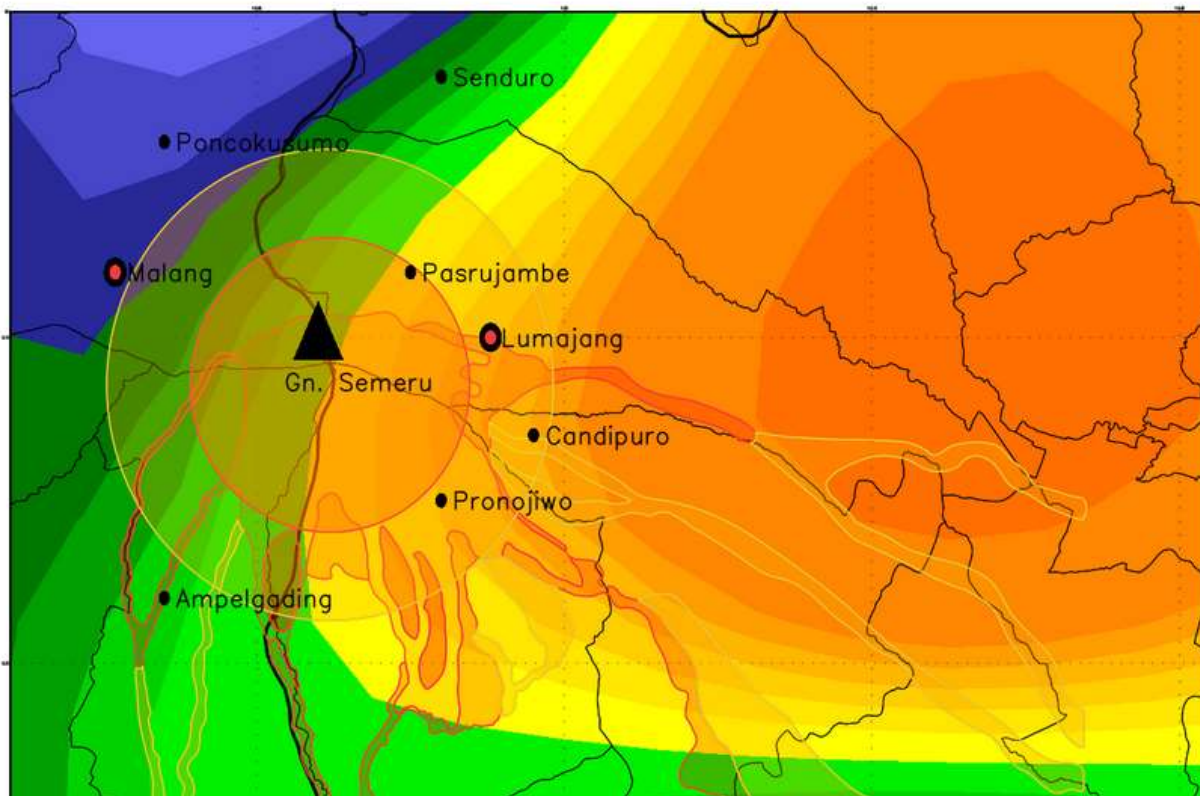 Senduro
Poncokusumo
Malang
Pasrujambe
Lumajang
Gn. Semeru
Candipuro
Pronojiwo
Ampelgading